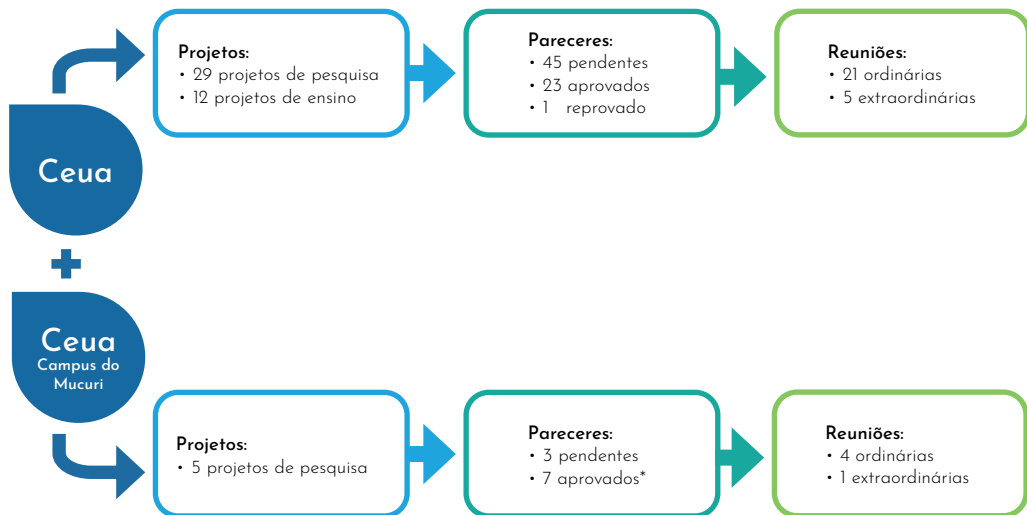 Ceua
Projetos:
• 29 projetos de pesquisa
• 12 projetos de ensino
Pareceres:
• 45 pendentes
• 23 aprovados
• 1 reprovado
Reuniões:
• 21 ordinárias
• 5 extraordinárias
+
Ceua
Campus do
Mucuri
Projetos:
• 5 projetos de pesquisa
Pareceres:
• 3 pendentes
• 7 aprovados*
Reuniões:
• 4 ordinárias
• 1 extraordinárias